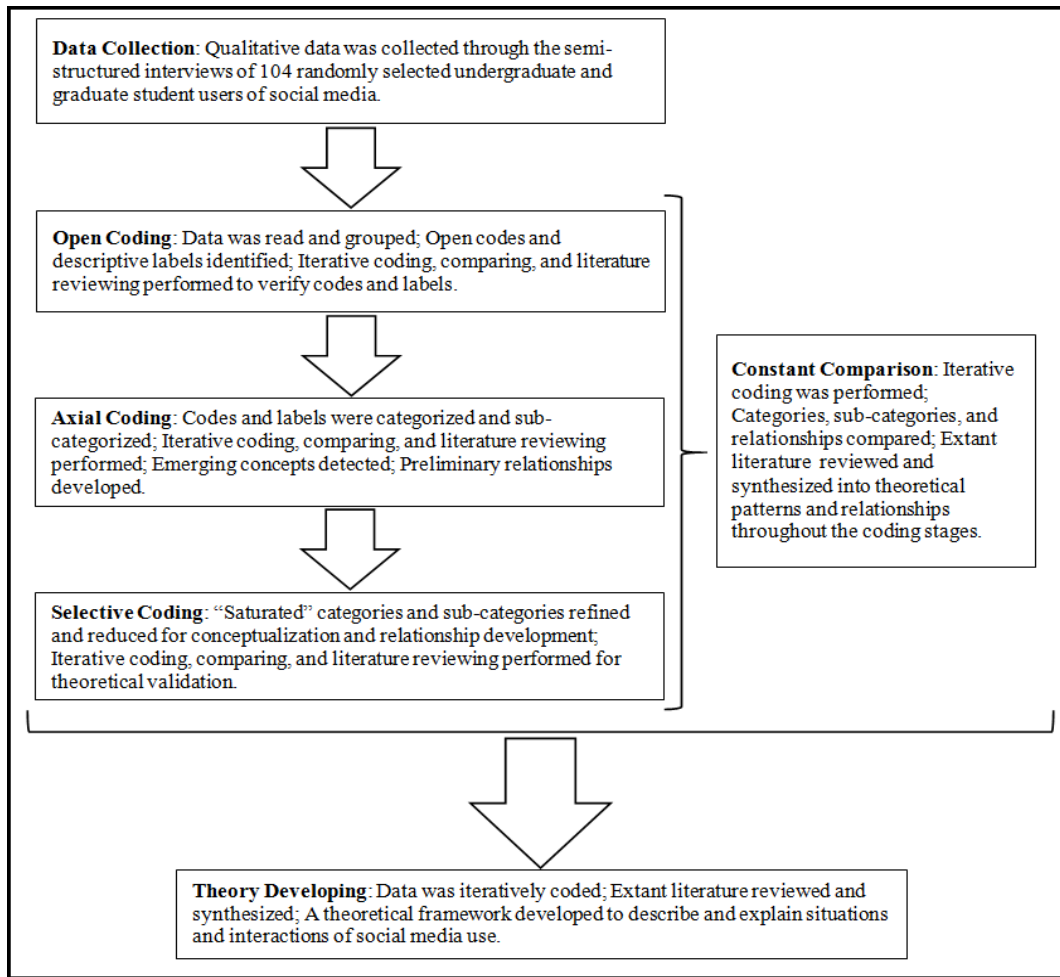 Data Collection: Qualitative data was collected through the semi-
structured interviews of 104 randomly selected undergraduate and
graduate student users of social media.
Open Coding: Data was read and grouped; Open codes and
descriptive labels identified; Iterative coding, comparing, and literature
reviewing performed to verify codes and labels.
Axial Coding: Codes and labels were categorized and sub-
categorized; Iterative coding, comparing, and literature reviewing
performed; Emerging concepts detected; Preliminary relationships
developed.
Selective Coding: “Saturated” categories and sub-categories refined
and reduced for conceptualization and relationship development;
Iterative coding, comparing, and literature reviewing performed for
theoretical validation.
Constant Comparison: Iterative
coding was performed;
Categories, sub-categories, and
relationships compared; Extant
literature reviewed and
synthesized into theoretical
patterns and relationships
throughout the coding stages.
Theory Developing: Data was iteratively coded; Extant literature reviewed and
synthesized; A theoretical framework developed to describe and explain situations
and interactions of social media use.